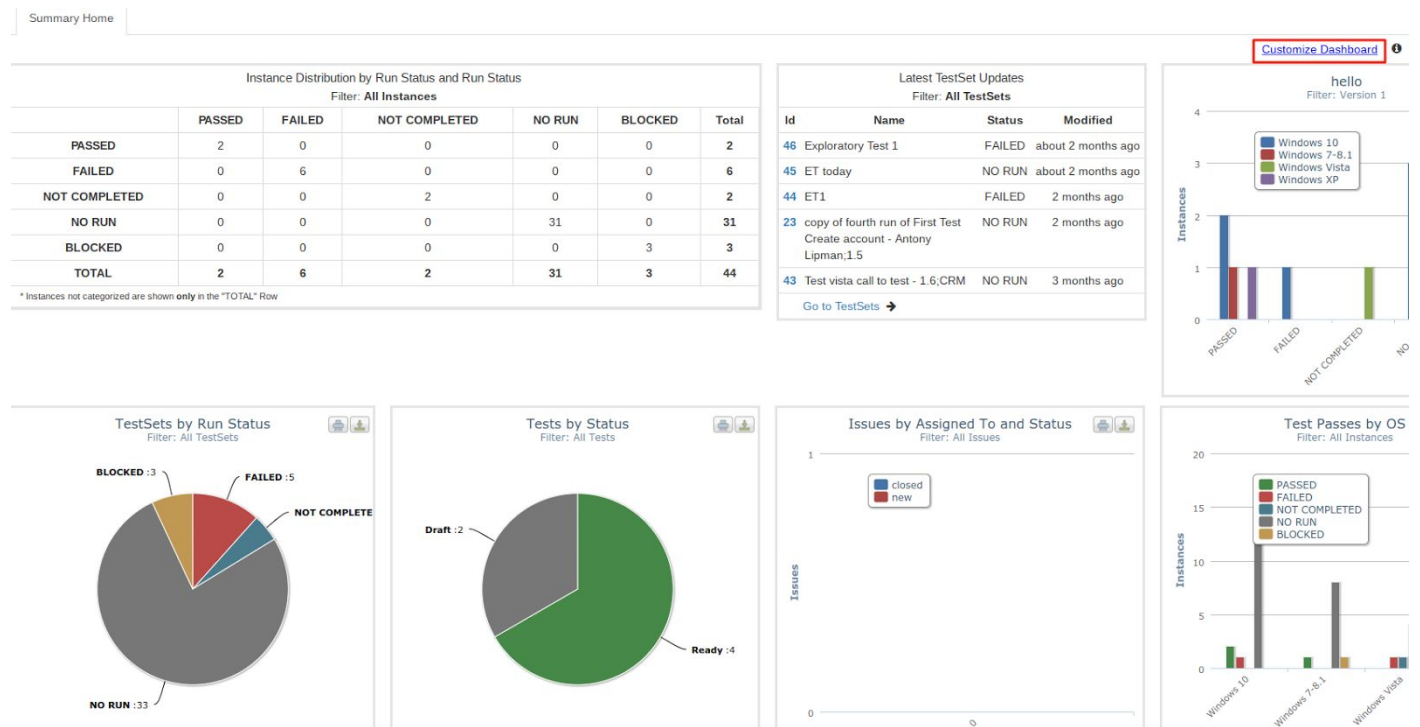 Summary Home
Customize Dashboard
Instance Distribution by Run Status and Run Status
Filter: All Instances
PASSED FAILED NOT COMPLETED NO RUN BLOCKED Total
PASSED 2 0 0 0 0 2
FAILED 0 6 0 0 0 6
NOT COMPLETED 0 0 2 0 0 2
NO RUN 0 0 0 31 0 31
BLOCKED 0 0 0 0 3 3
TOTAL 2 6 2 31 3 44
* Instances not categorized are shown only in the "TOTAL" Row
Latest TestSet Updates
Filter: All TestSets
Id Name Status Modified
46 Exploratory Test 1 FAILED about 2 months ago
45 ET today NO RUN about 2 months ago
44 ET1 FAILED 2 months ago
23 copy of fourth run of First Test NO RUN 2 months ago
Create account - Antony
Lipman;1.5
43 Test vista call to test - 1.6;CRM NO RUN 3 months ago
Go to TestSets
hello
Filter: Version 1
4
3
2
1
0
Instances
Windows 10
Windows 7-8.1
Windows Vista
Windows XP
PASSED
FAILED
NOT COMPLETED
NO
TestSets by Run Status
Filter: All TestSets
BLOCKED :3
FAILED :5
NOT COMPLETE
NO RUN :33
Tests by Status
Filter: All Tests
Draft :2
Ready :4
Issues by Assigned To and Status
Filter: All Issues
1
closed
new
Issues
0
0
Test Passes by OS
Filter: All Instances
20
15
10
5
0
Instances
PASSED
FAILED
NOT COMPLETED
NO RUN
BLOCKED
Windows 10
Windows 7-8.1
Windows Vista